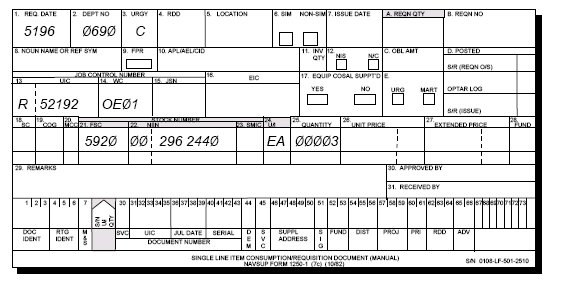 1. REQ. DATE 2. DEPT NO 3. URGY 4. RDD 5. LOCATION 6. SIM NON-SIM 7. ISSUE DATE A. REQN QTY B. REQN NO
5196 069Ø C
8. NOUN NAME OR REF SYM 9. FPR 10. APL/AEL/CID 11. INV QTY 12. NIS N/C C. OBL AMT D. POSTED
S/R (REQN O/S)
JOB CONTROL NUMBER
13. UIC 14. WC 15. JSN 16. EIC 17. EQUIP COSAL SUPPT'D E.
YES NO URG MART OPTAR LOG
R 52192 OEØ1
S/R (ISSUE)
STOCK NUMBER
18. SC 19. COG 20. MCC 21. FSC 22. NIIN 23. SMIC 24. U/I 25. QUANTITY 26. UNIT PRICE 27. EXTENDED PRICE 28. FUND
592Ø ØØ 296 244Ø EA ØØØØ3
29. REMARKS 30. APPROVED BY
31. RECEIVED BY
1 2 3 4 5 6 7 S/N IM QTY 30 31 32 33 34 35 36 37 38 39 40 41 42 43 44 45 46 47 48 49 50 51 52 53 54 55 56 57 58 59 60 61 62 63 64 65 66 67 68 69 70 71 72 73
DOC IDENT RTG IDENT M&S SVC UIC JUL DATE SERIAL DEM SVC SUPPL ADDRESS SIG FUND DIST PROJ PRI RDD ADV
DOCUMENT NUMBER
SINGLE LINE ITEM CONSUMPTION/REQUISITION DOCUMENT (MANUAL)
NAVSUP FORM 1250-1 (7c) (10/82) S/N 0108-LF-501-2510